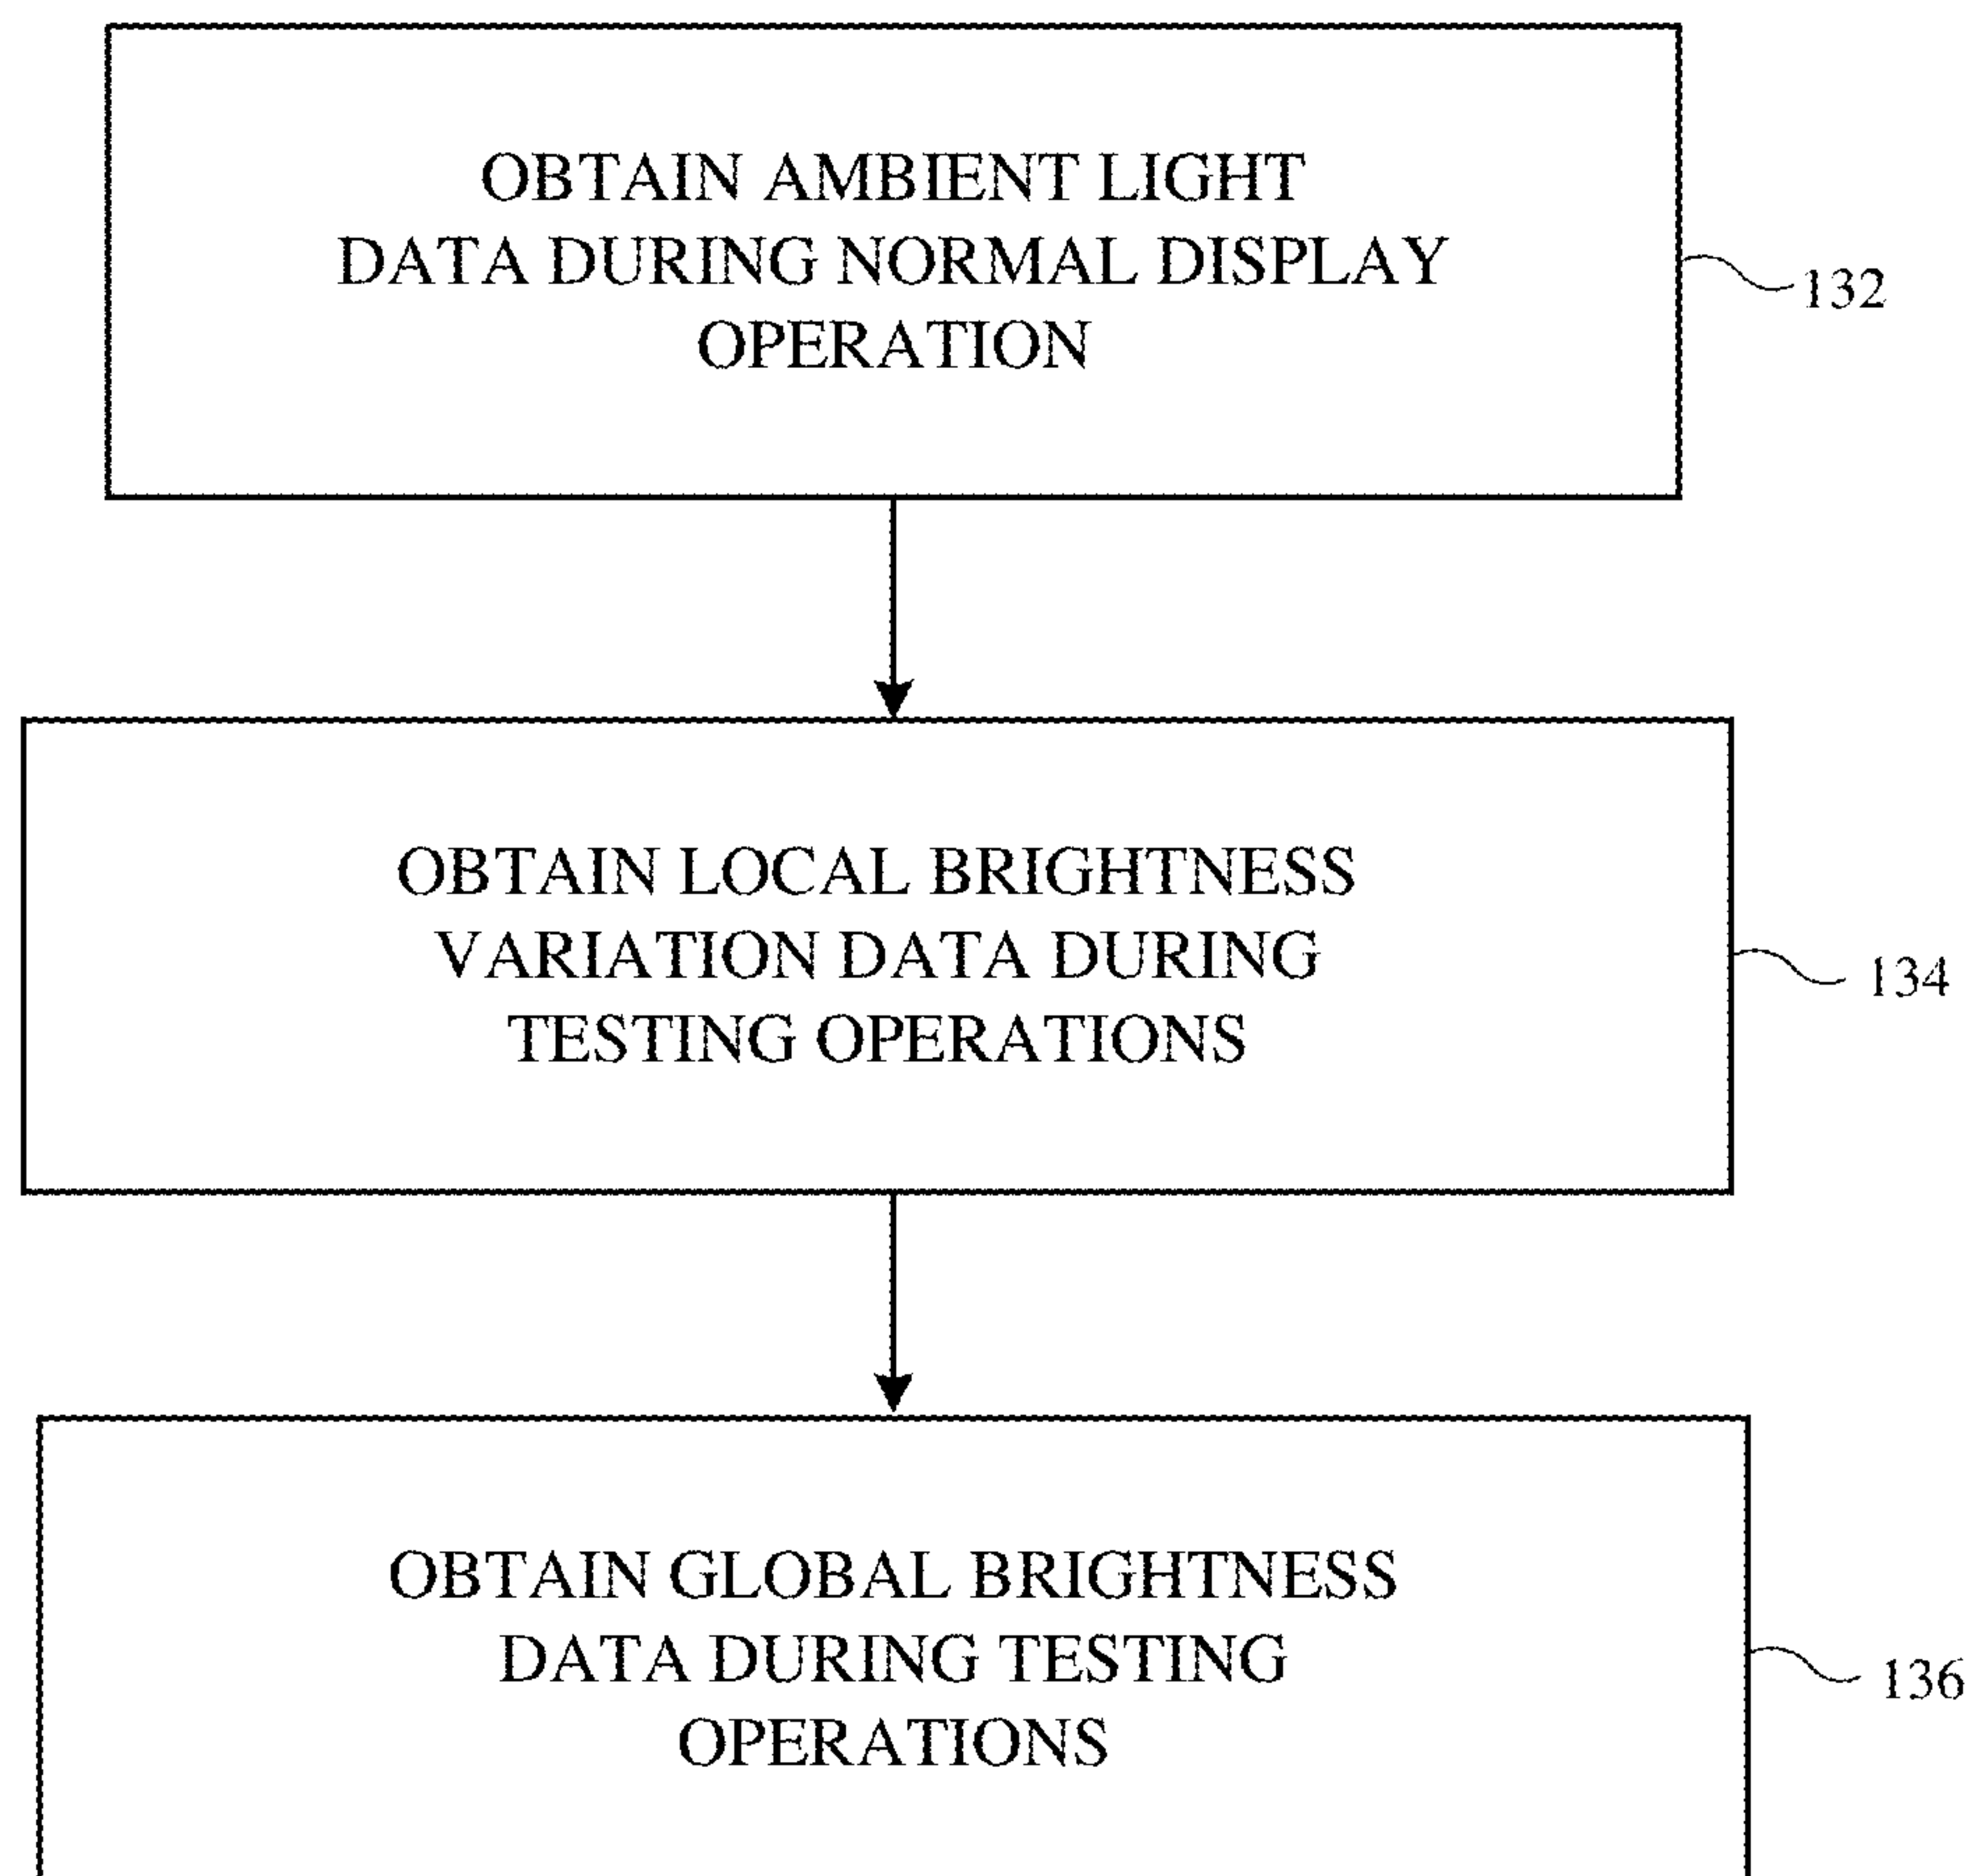 OBTAIN AMBIENT LIGHT
DATA DURING NORMAL DISPLAY
OPERATION
132
OBTAIN LOCAL BRIGHTNESS
VARIATION DATA DURING
TESTING OPERATIONS
134
OBTAIN GLOBAL BRIGHTNESS
DATA DURING TESTING
OPERATIONS
136